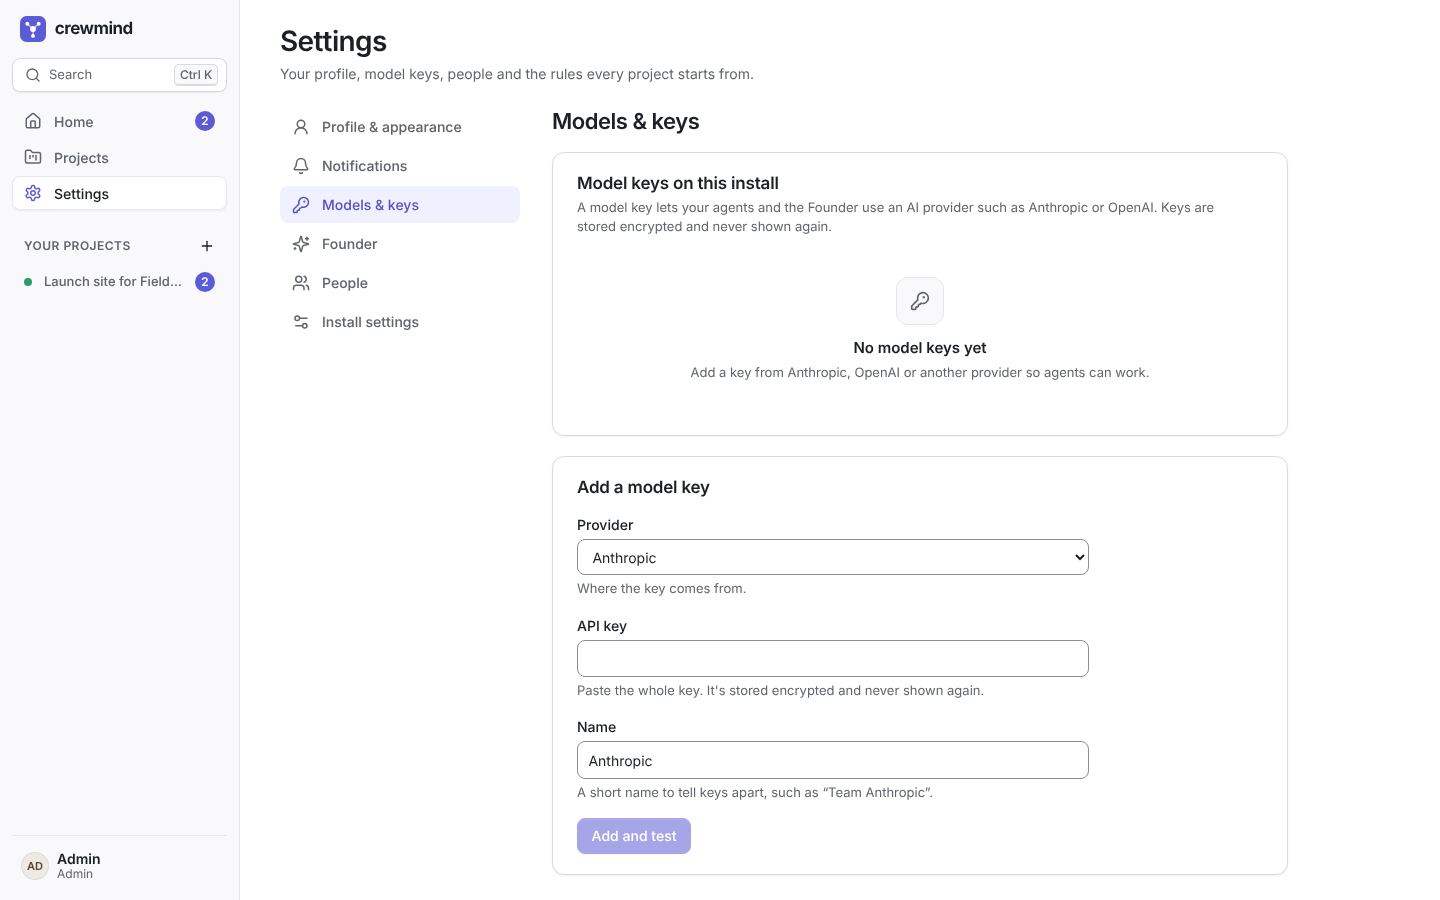 crewmind
Search
Ctrl K
Home
2
Projects
Settings
YOUR PROJECTS
Launch site for Field...
2
AD
Admin
Admin
Settings
Your profile, model keys, people and the rules every project starts from.
Profile & appearance
Notifications
Models & keys
Founder
People
Install settings
Models & keys
Model keys on this install
A model key lets your agents and the Founder use an AI provider such as Anthropic or OpenAI. Keys are
stored encrypted and never shown again.
No model keys yet
Add a key from Anthropic, OpenAI or another provider so agents can work.
Add a model key
Provider
Anthropic
Where the key comes from.
API key
Paste the whole key. It's stored encrypted and never shown again.
Name
Anthropic
A short name to tell keys apart, such as “Team Anthropic”.
Add and test